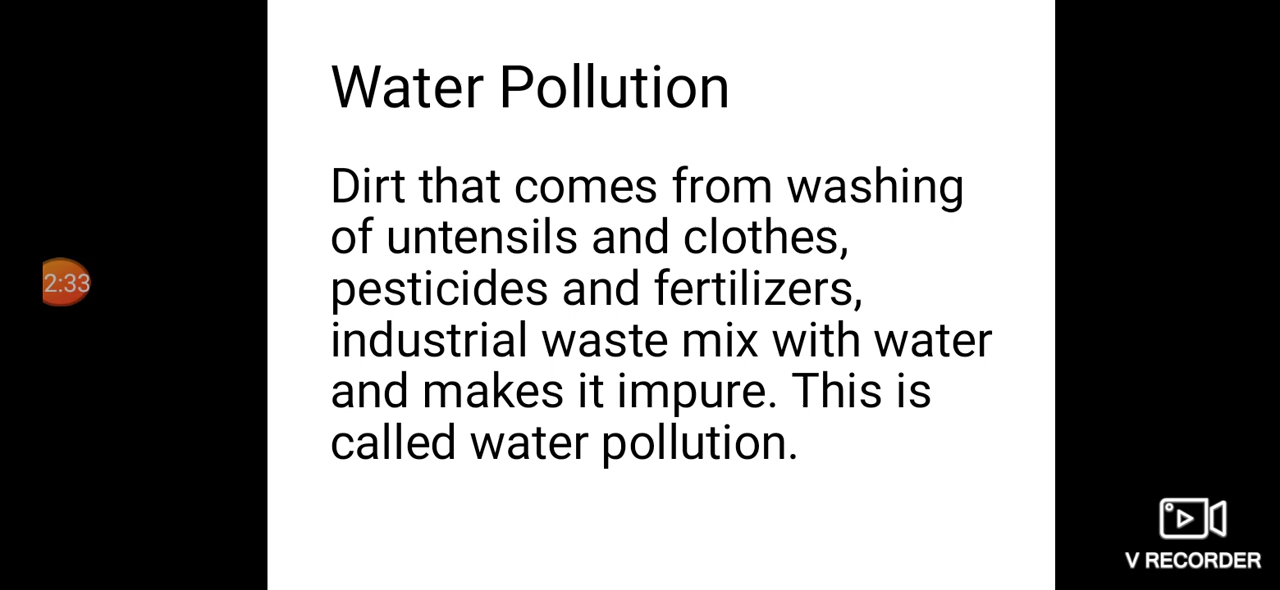 Water Pollution
Dirt that comes from washing
of untensils and clothes,
pesticides and fertilizers,
industrial waste mix with water
and makes it impure. This is
called water pollution.
2:33
V RECORDER